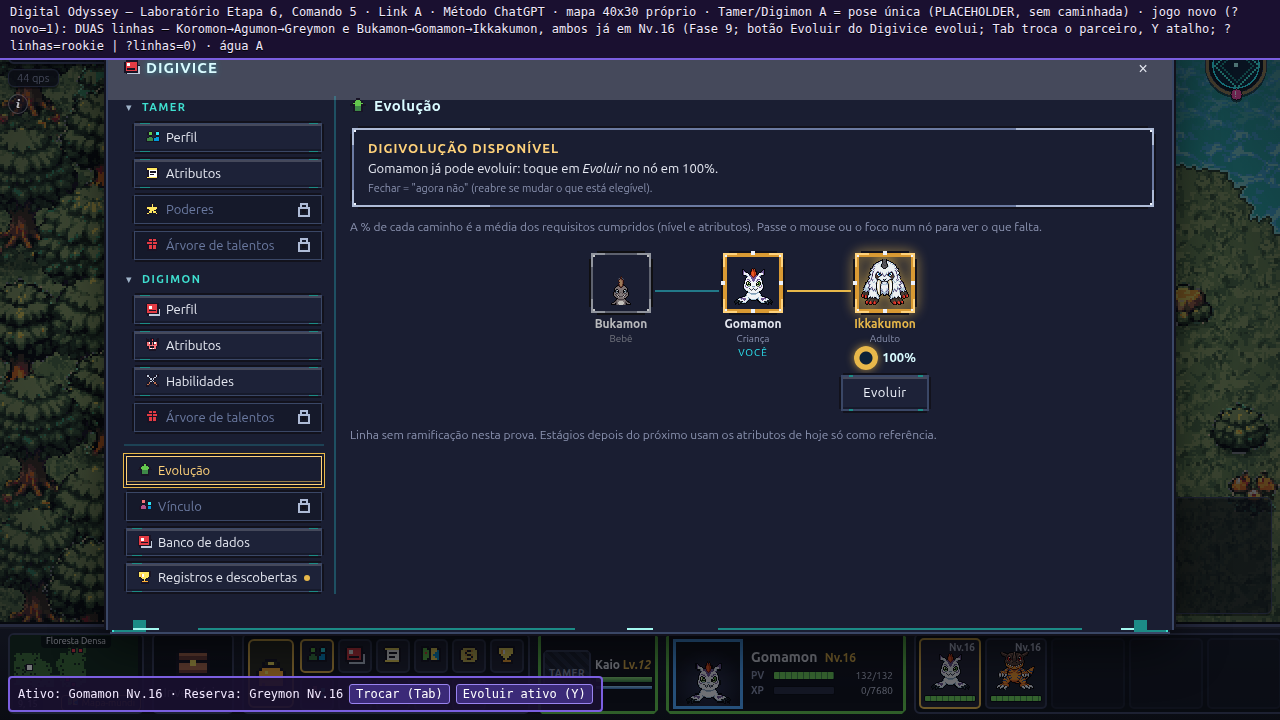 Digital Odyssey — Laboratório Etapa 6, Comando 5 · Link A · Método ChatGPT · mapa 40x30 próprio · Tamer/Digimon A = pose única (PLACEHOLDER, sem caminhada) · jogo novo (?
novo=1): DUAS linhas — Koromon→Agumon→Greymon e Bukamon→Gomamon→Ikkakumon, ambos já em Nv.16 (Fase 9; botão Evoluir do Digivice evolui; Tab troca o parceiro, Y atalho; ?
linhas=rookie | ?linhas=0) · água A
44 qps
i
DIGIVICE
×
▼ TAMER
Perfil
Atributos
Poderes
Árvore de talentos
▼ DIGIMON
Perfil
Atributos
Habilidades
Árvore de talentos
Evolução
Vínculo
Banco de dados
Registros e descobertas
Evolução
DIGIVOLUÇÃO DISPONÍVEL
Gomamon já pode evoluir: toque em Evoluir no nó em 100%.
Fechar = "agora não" (reabre se mudar o que está elegível).
A % de cada caminho é a média dos requisitos cumpridos (nível e atributos). Passe o mouse ou o foco num nó para ver o que falta.
Bukamon
Bebê
Gomamon
Criança
VOCÊ
Ikkakumon
Adulto
100%
Evoluir
Linha sem ramificação nesta prova. Estágios depois do próximo usam os atributos de hoje só como referência.
Floresta Densa
TAMER
Kaio Lv.12
Gomamon Nv.16
PV 132/132
XP 0/7680
Nv.16
Nv.16
Ativo: Gomamon Nv.16 · Reserva: Greymon Nv.16
Trocar (Tab)
Evoluir ativo (Y)